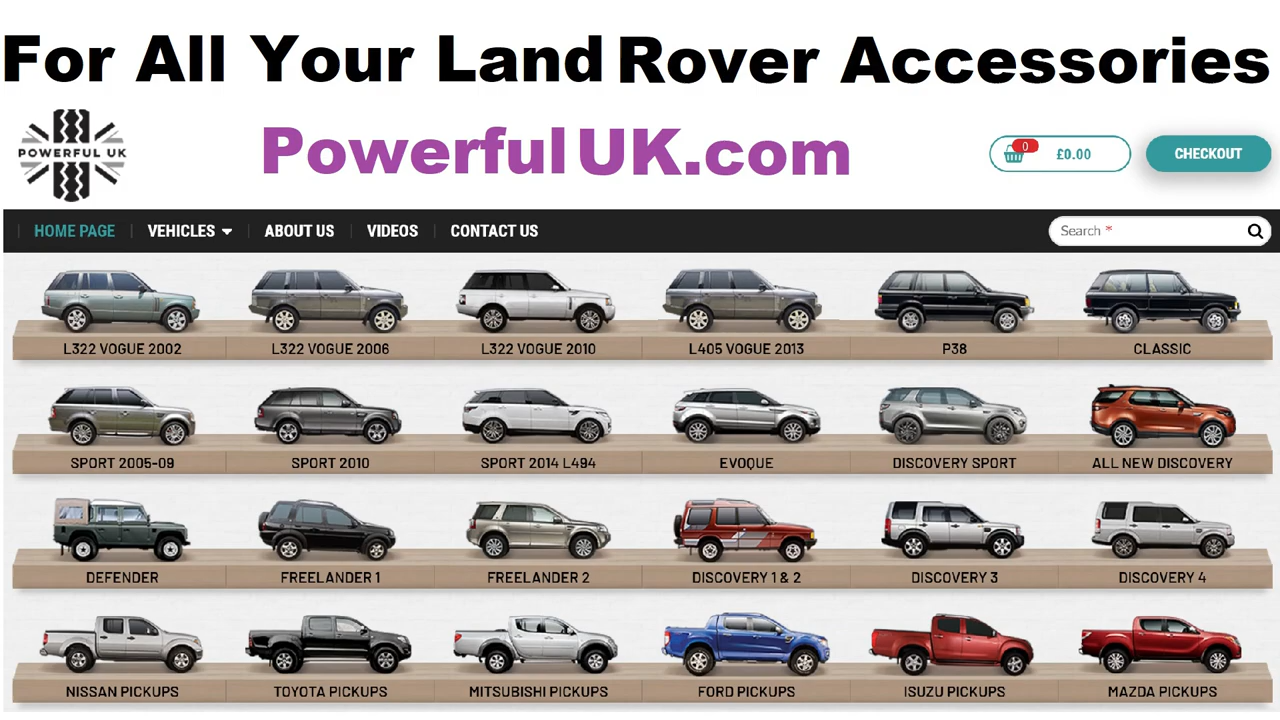 For All Your Land Rover Accessories
POWERFUL UK
PowerfulUK.com
0
£0.00
CHECKOUT
HOME PAGE
VEHICLES
ABOUT US
VIDEOS
CONTACT US
Search *
L322 VOGUE 2002
L322 VOGUE 2006
L322 VOGUE 2010
L405 VOGUE 2013
P38
CLASSIC
SPORT 2005-09
SPORT 2010
SPORT 2014 L494
EVOQUE
DISCOVERY SPORT
ALL NEW DISCOVERY
DEFENDER
FREELANDER 1
FREELANDER 2
DISCOVERY 1 & 2
DISCOVERY 3
DISCOVERY 4
NISSAN PICKUPS
TOYOTA PICKUPS
MITSUBISHI PICKUPS
FORD PICKUPS
ISUZU PICKUPS
MAZDA PICKUPS